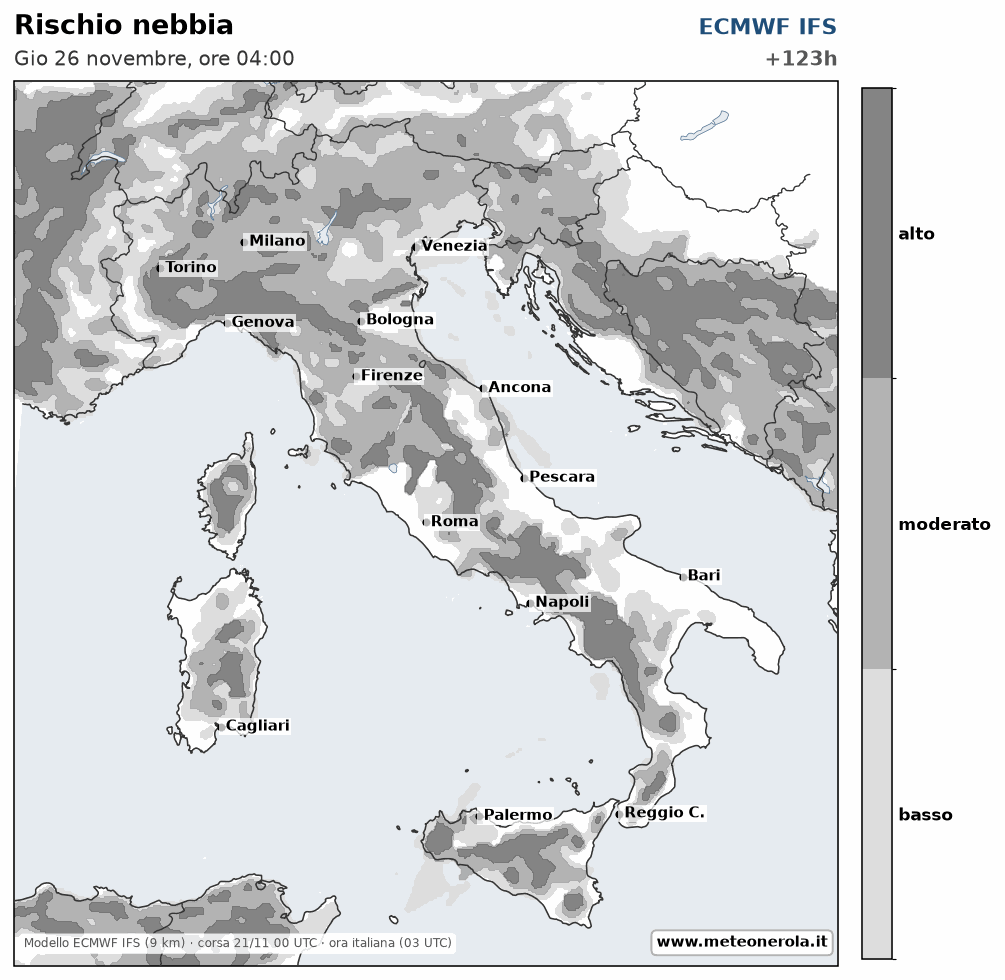 Rischio nebbia
ECMWF IFS
Gio 26 novembre, ore 04:00
+123h
alto
Milano
Venezia
Torino
Genova
Bologna
Firenze
Ancona
Pescara
Roma
moderato
Bari
Napoli
Cagliari
Palermo
Reggio C.
basso
Modello ECMWF IFS (9 km) · corsa 21/11 00 UTC · ora italiana (03 UTC)
www.meteonerola.it